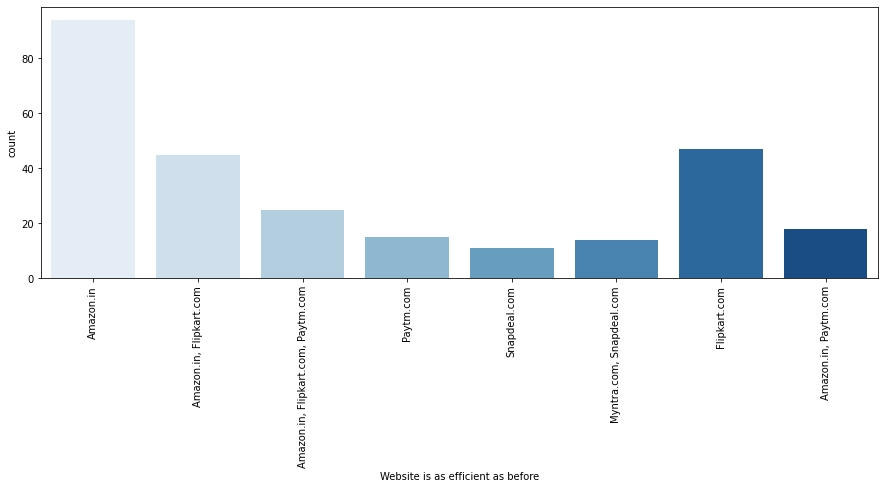 count
80
60
40
20
0
Amazon.in
Amazon.in, Flipkart.com
Amazon.in, Flipkart.com, Paytm.com
Paytm.com
Snapdeal.com
Myntra.com, Snapdeal.com
Flipkart.com
Amazon.in, Paytm.com
Website is as efficient as before